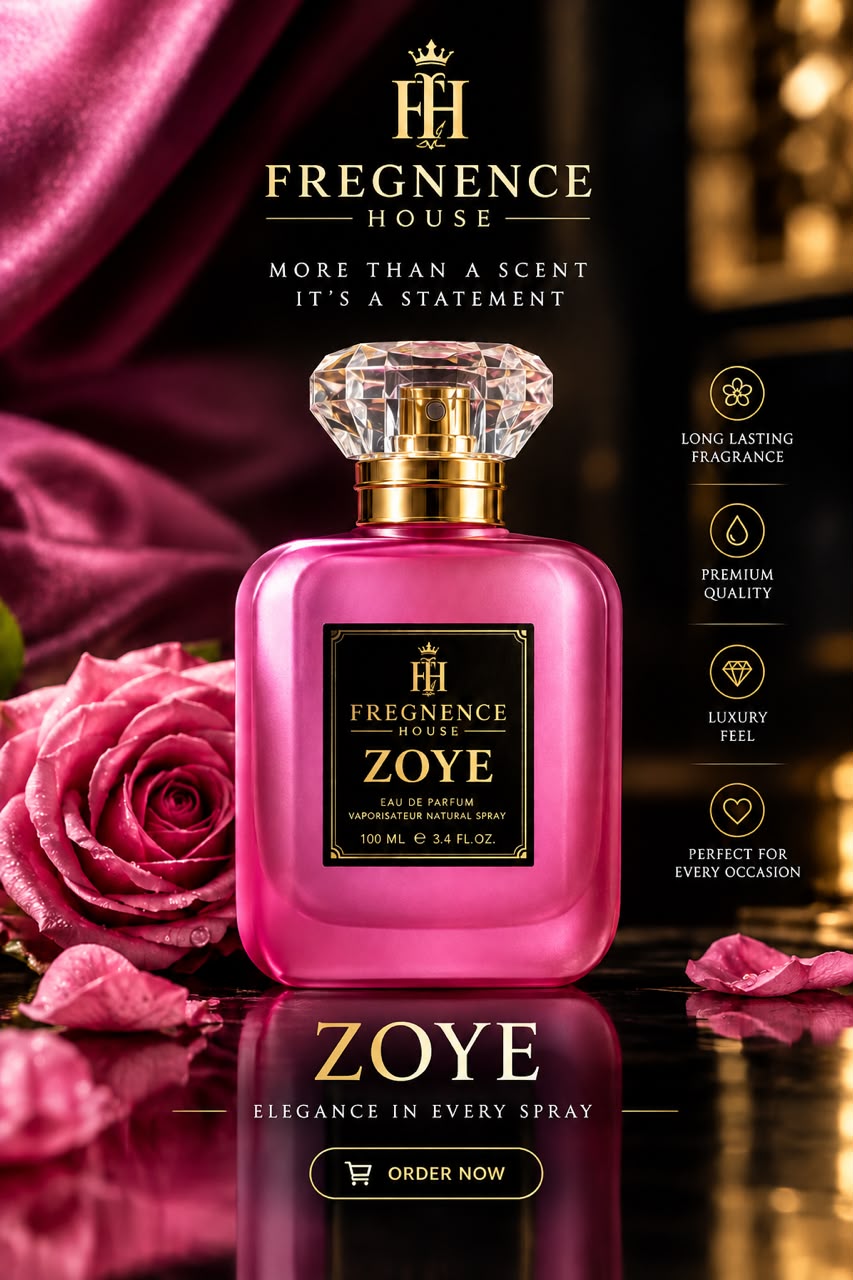 FH
FREGNENCE
HOUSE
MORE THAN A SCENT
IT'S A STATEMENT
LONG LASTING
FRAGRANCE
PREMIUM
QUALITY
LUXURY
FEEL
PERFECT FOR
EVERY OCCASION
FH
FREGNENCE
HOUSE
ZOYE
EAU DE PARFUM
VAPORISATEUR NATURAL SPRAY
100 ML ℮ 3.4 FL.OZ.
ZOYE
ELEGANCE IN EVERY SPRAY
ORDER NOW